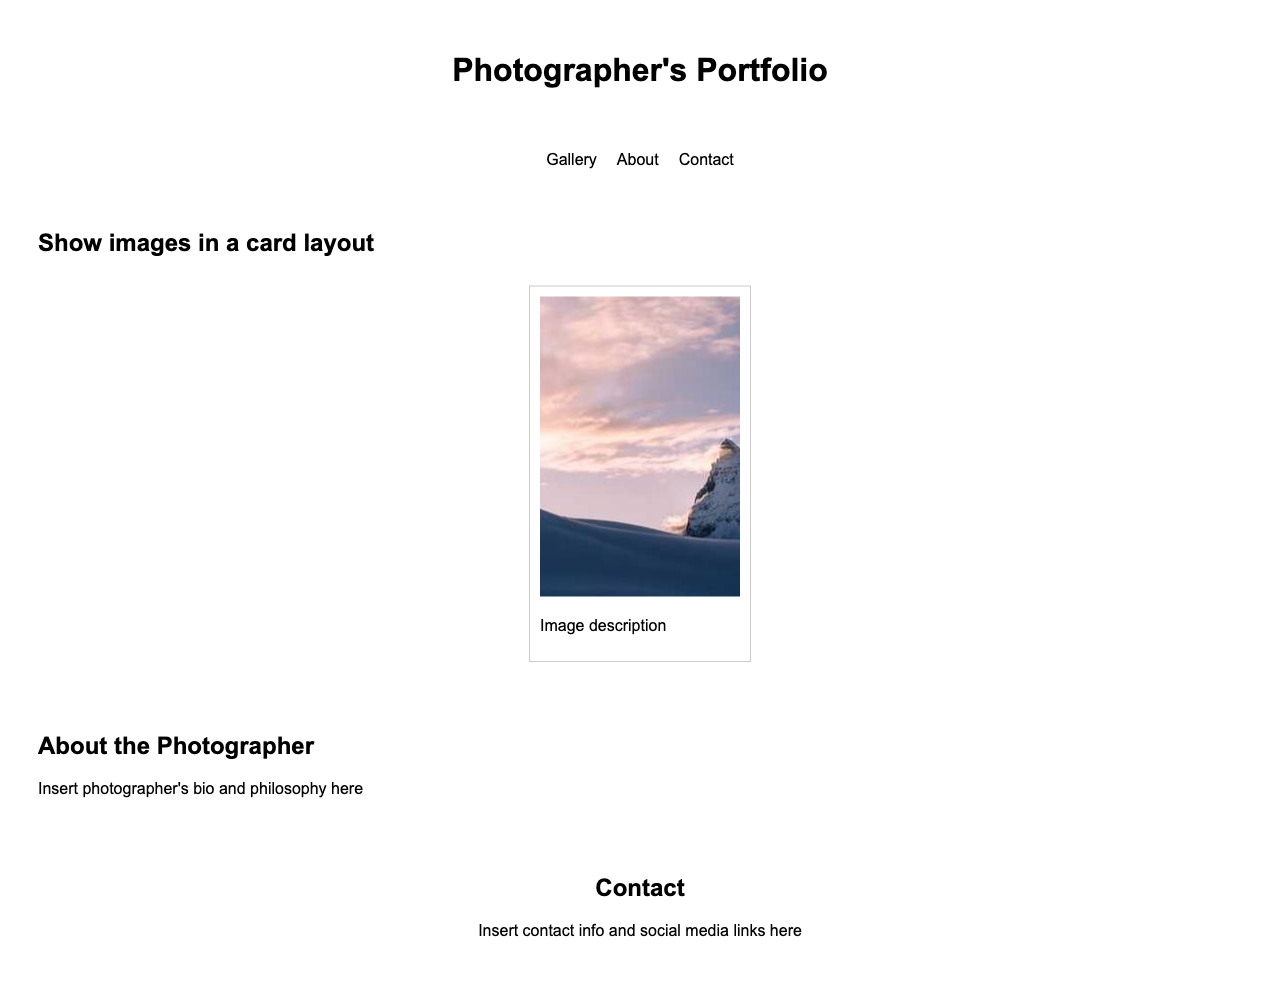 Photographer's Portfolio
Gallery About Contact
Show images in a card layout
Image description
About the Photographer
Insert photographer's bio and philosophy here
Contact
Insert contact info and social media links here